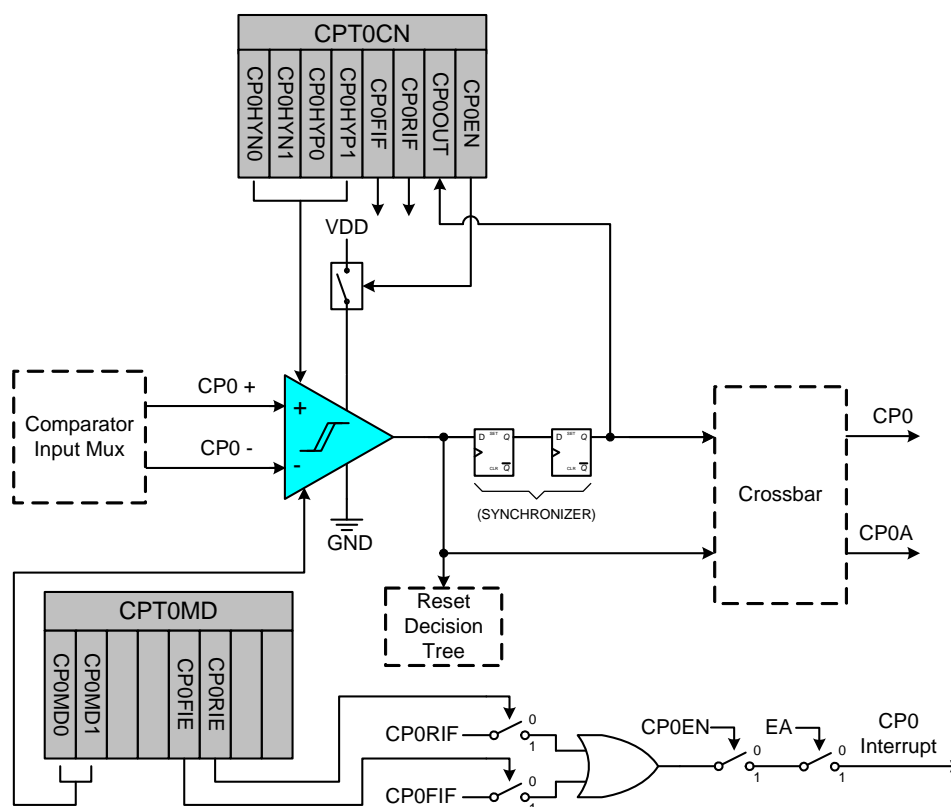 CPT0CN
CP0HYN0
CP0HYN1
CP0HYP0
CP0HYP1
CP0FIF
CP0RIF
CP0OUT
CP0EN
VDD
Comparator
Input Mux
CP0 +
CP0 -
+
-
GND
D
SET
Q
CLR
Q
D
SET
Q
CLR
Q
(SYNCHRONIZER)
Crossbar
CP0
CP0A
Reset
Decision
Tree
CPT0MD
CP0MD0
CP0MD1
CP0FIE
CP0RIE
CP0RIF
0
1
CP0FIF
0
1
CP0EN
0
1
EA
0
1
CP0
Interrupt